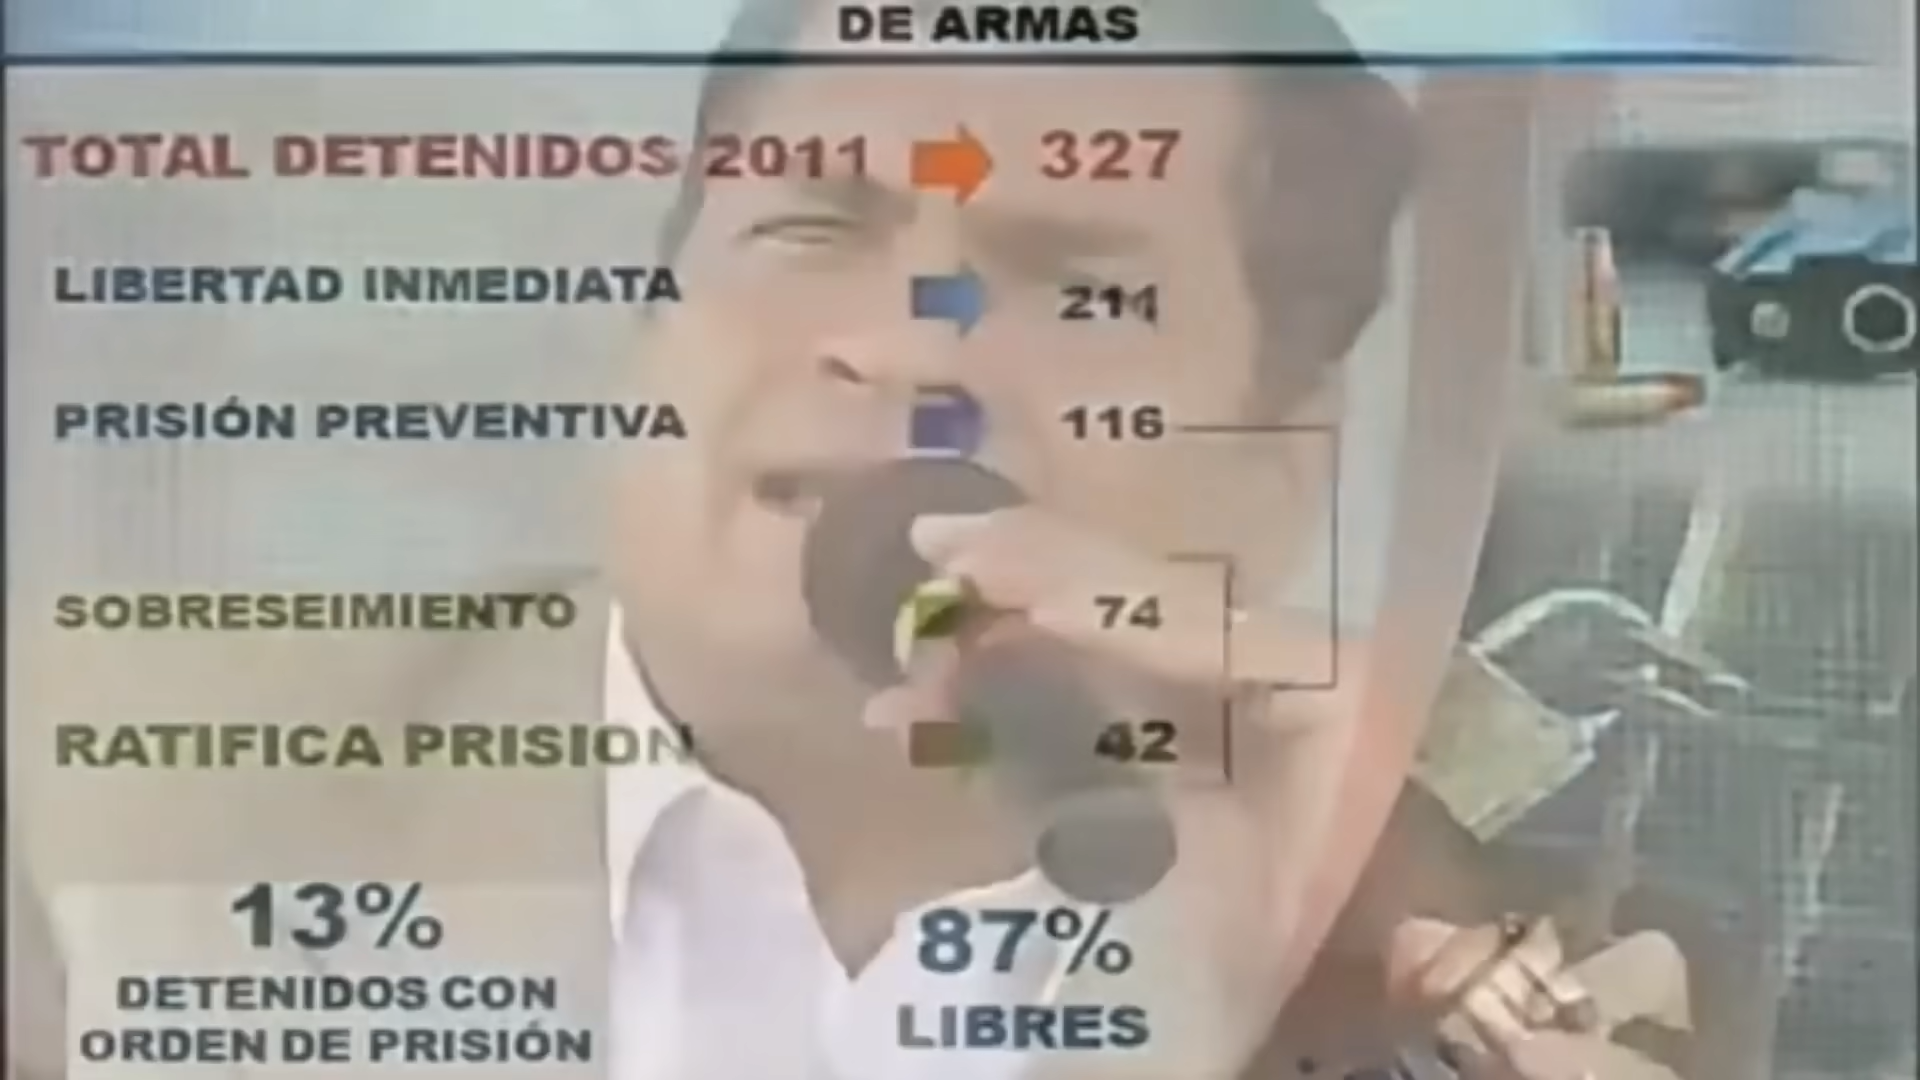 DE ARMAS
TOTAL DETENIDOS 2011 327
LIBERTAD INMEDIATA 211
PRISIÓN PREVENTIVA 116
SOBRESEIMIENTO 74
RATIFICA PRISION 42
13%
DETENIDOS CON
ORDEN DE PRISIÓN
87%
LIBRES